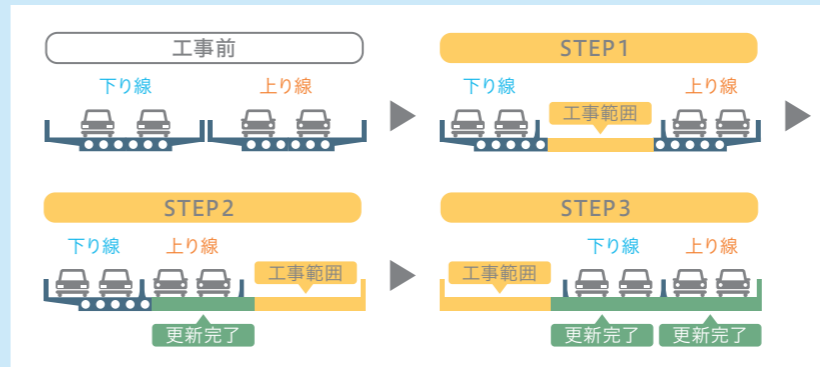 工事前
下り線
上り線
STEP1
下り線
上り線
工事範囲
STEP2
下り線
上り線
工事範囲
更新完了
STEP3
下り線
上り線
工事範囲
更新完了
更新完了